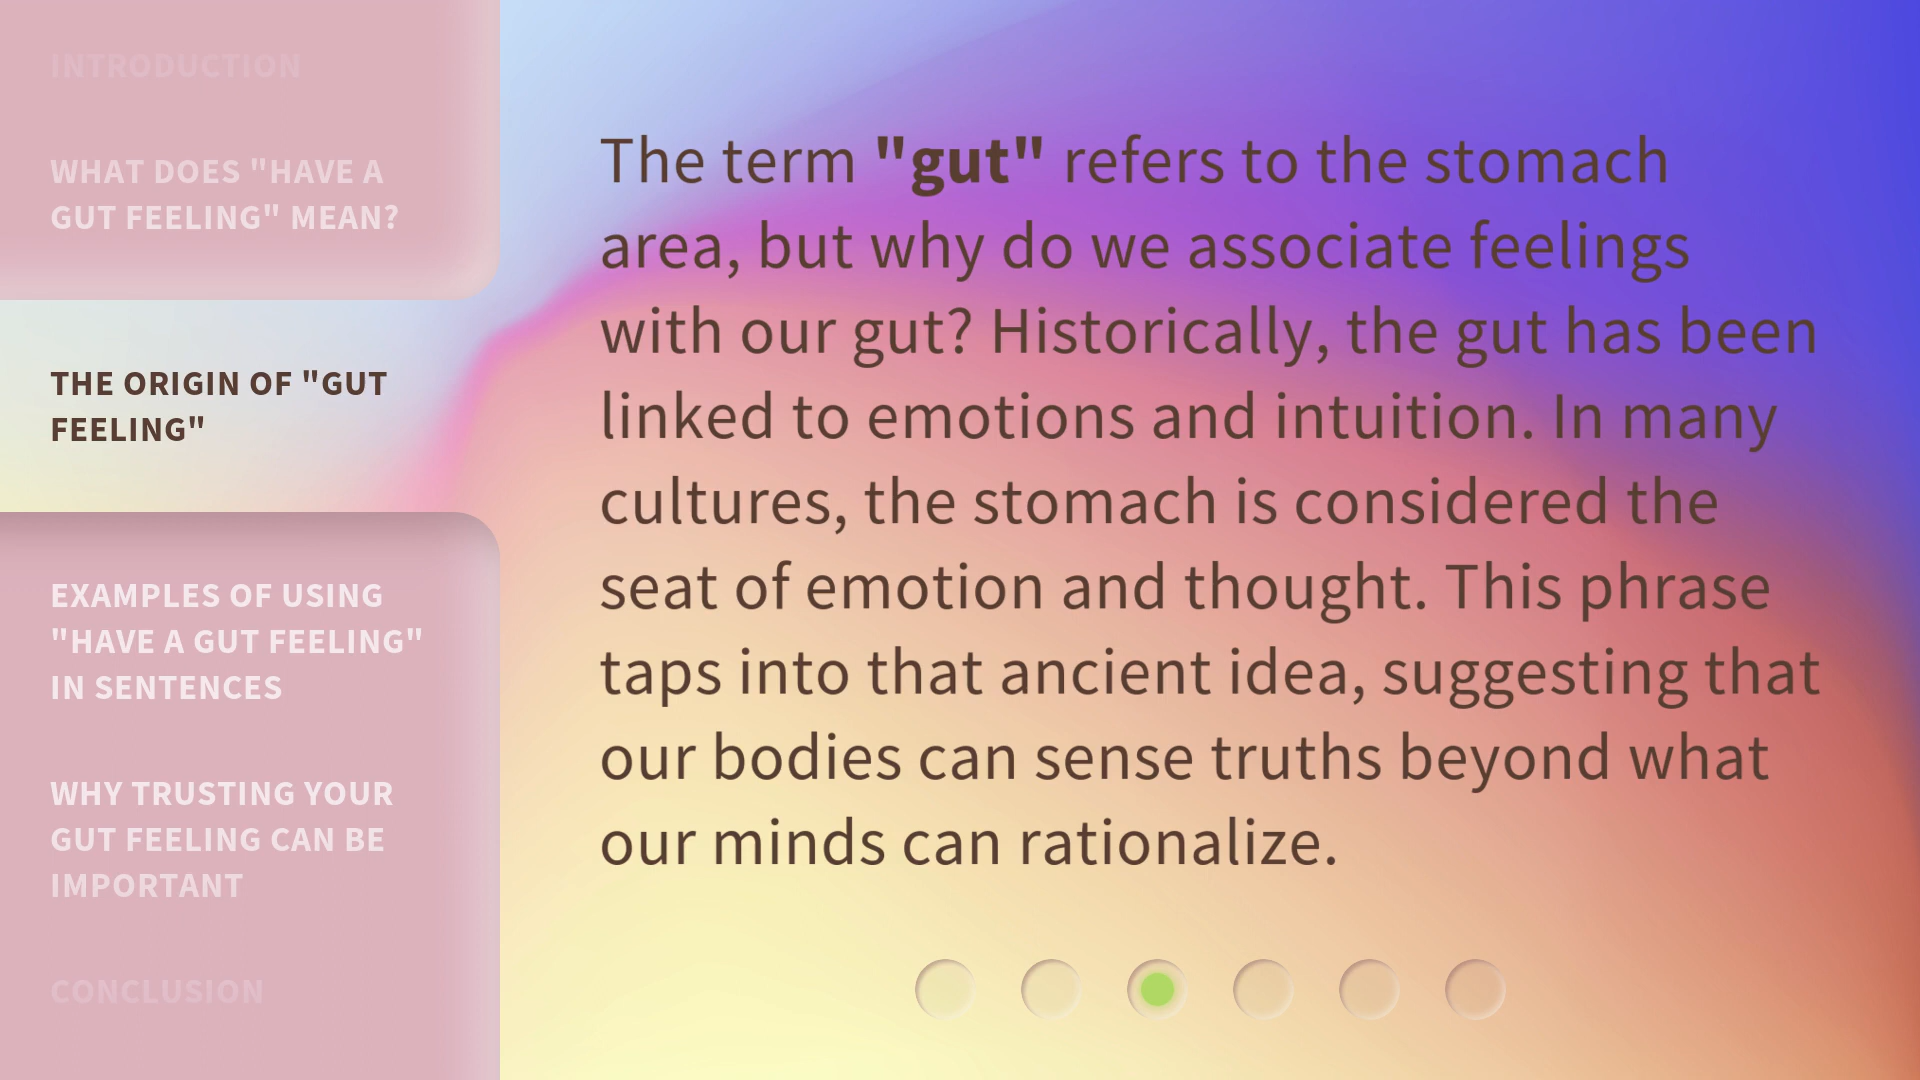 INTRODUCTION
WHAT DOES "HAVE A
GUT FEELING" MEAN?
THE ORIGIN OF "GUT
FEELING"
EXAMPLES OF USING
"HAVE A GUT FEELING"
IN SENTENCES
WHY TRUSTING YOUR
GUT FEELING CAN BE
IMPORTANT
CONCLUSION
The term "gut" refers to the stomach
area, but why do we associate feelings
with our gut? Historically, the gut has been
linked to emotions and intuition. In many
cultures, the stomach is considered the
seat of emotion and thought. This phrase
taps into that ancient idea, suggesting that
our bodies can sense truths beyond what
our minds can rationalize.